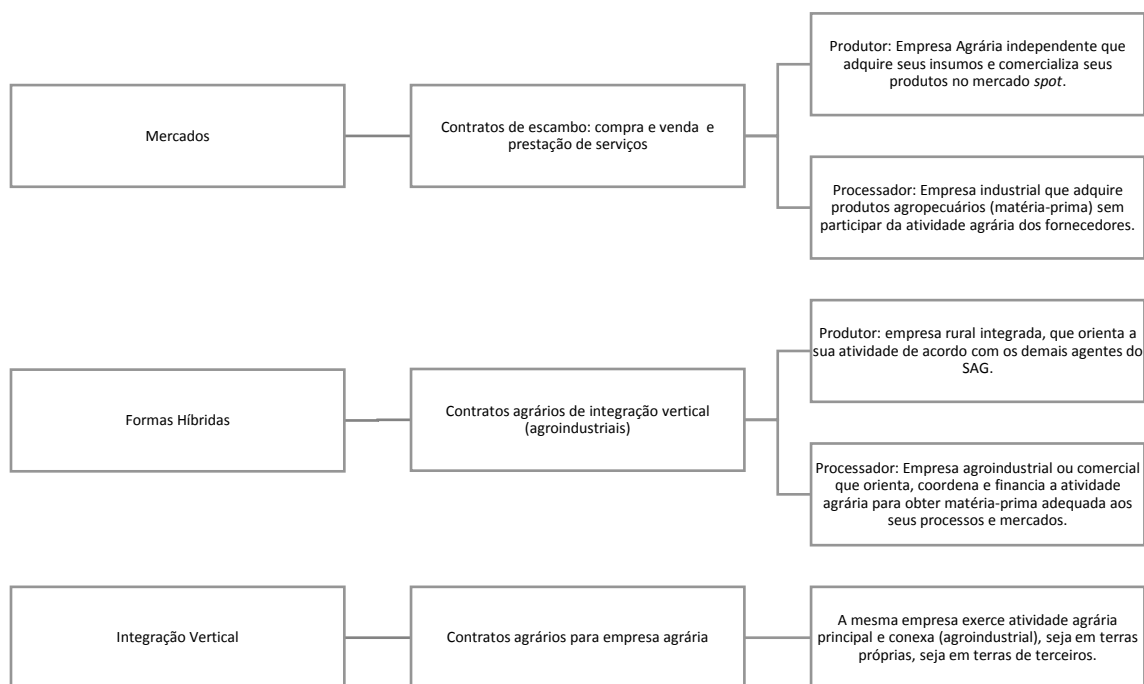 Mercados
Contratos de escambo: compra e venda e
prestação de serviços
Produtor: Empresa Agrária independente que
adquire seus insumos e comercializa seus
produtos no mercado spot.
Processador: Empresa industrial que adquire
produtos agropecuários (matéria-prima) sem
participar da atividade agrária dos fornecedores.
Formas Híbridas
Contratos agrários de integração vertical
(agroindustriais)
Produtor: empresa rural integrada, que orienta a
sua atividade de acordo com os demais agentes do
SAG.
Processador: Empresa agroindustrial ou comercial
que orienta, coordena e financia a atividade
agrária para obter matéria-prima adequada aos
seus processos e mercados.
Integração Vertical
Contratos agrários para empresa agrária
A mesma empresa exerce atividade agrária
principal e conexa (agroindustrial), seja em terras
próprias, seja em terras de terceiros.